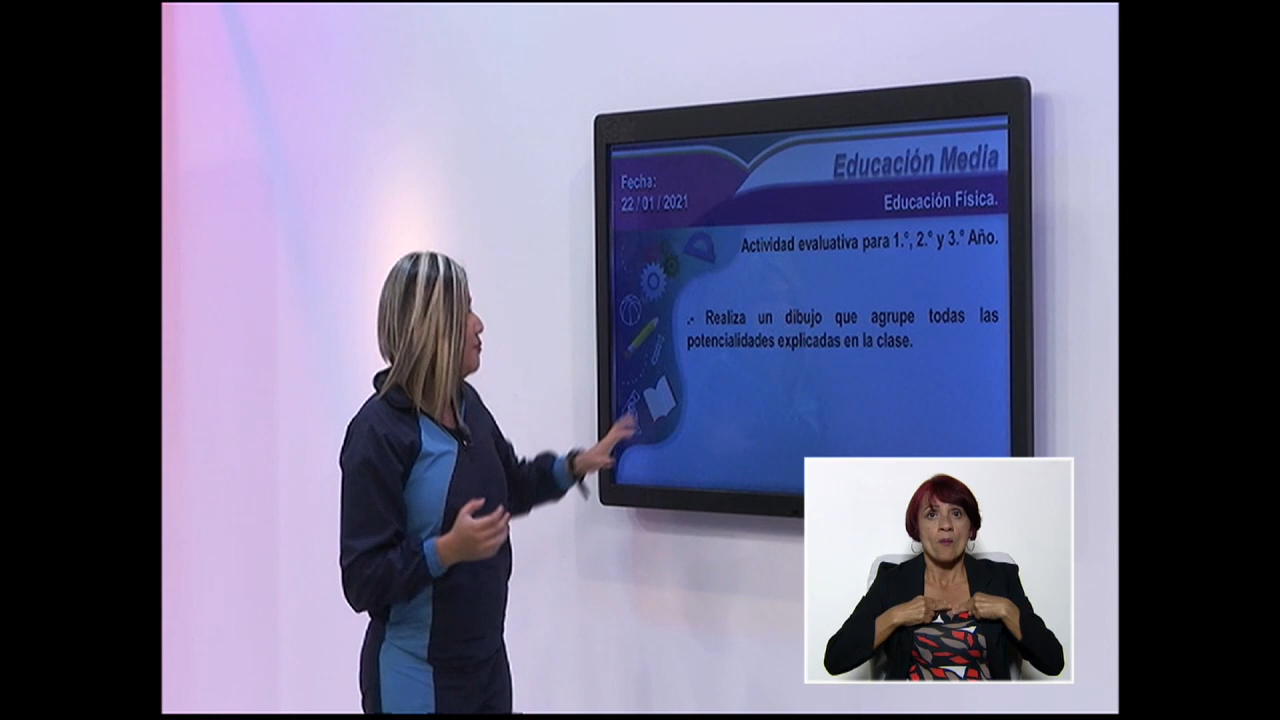 Educación Media
Fecha:
22 / 01 / 2021
Educación Física.
Actividad evaluativa para 1.°, 2.° y 3.° Año.
.- Realiza un dibujo que agrupe todas las
potencialidades explicadas en la clase.